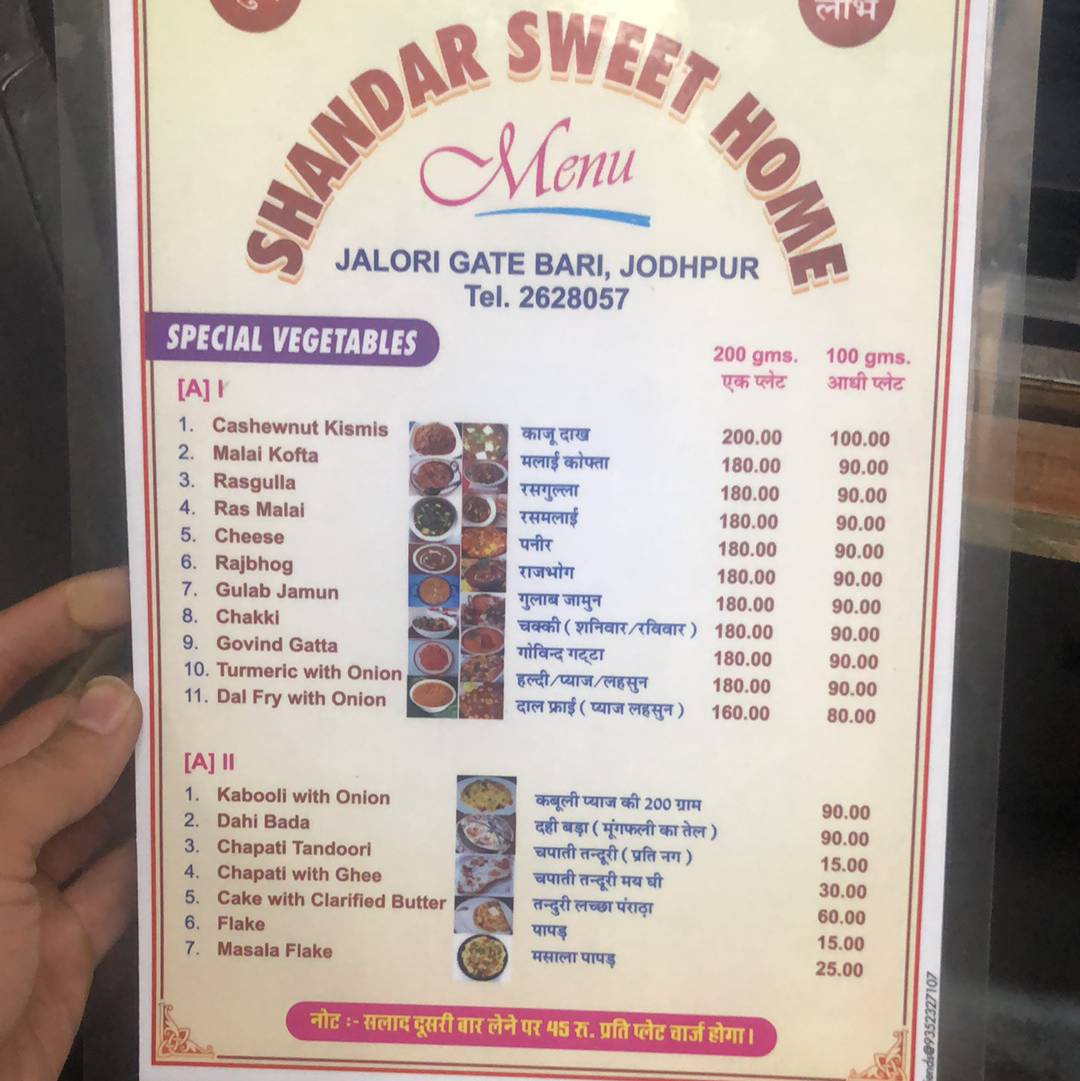 लाभ
SHANDAR SWEET HOME
Menu
JALORI GATE BARI, JODHPUR
Tel. 2628057
SPECIAL VEGETABLES
200 gms. 100 gms.
एक प्लेट आधी प्लेट
[A] I
1. Cashewnut Kismis काजू दाख 200.00 100.00
2. Malai Kofta मलाई कोफ्ता 180.00 90.00
3. Rasgulla रसगुल्ला 180.00 90.00
4. Ras Malai रसमलाई 180.00 90.00
5. Cheese पनीर 180.00 90.00
6. Rajbhog राजभोग 180.00 90.00
7. Gulab Jamun गुलाब जामुन 180.00 90.00
8. Chakki चक्की ( शनिवार/रविवार ) 180.00 90.00
9. Govind Gatta गोविन्द गट्टा 180.00 90.00
10. Turmeric with Onion हल्दी/प्याज/लहसुन 180.00 90.00
11. Dal Fry with Onion दाल फ्राई ( प्याज लहसुन ) 160.00 80.00
[A] II
1. Kabooli with Onion कबूली प्याज की 200 ग्राम 90.00
2. Dahi Bada दही बड़ा ( मूंगफली का तेल ) 90.00
3. Chapati Tandoori चपाती तन्दूरी ( प्रति नग ) 15.00
4. Chapati with Ghee चपाती तन्दूरी मय घी 30.00
5. Cake with Clarified Butter तन्दुरी लच्छा पंराठा 60.00
6. Flake पापड़ 15.00
7. Masala Flake मसाला पापड़ 25.00
नोट :- सलाद दूसरी बार लेने पर 45 रु. प्रति प्लेट चार्ज होगा।
@9352327107